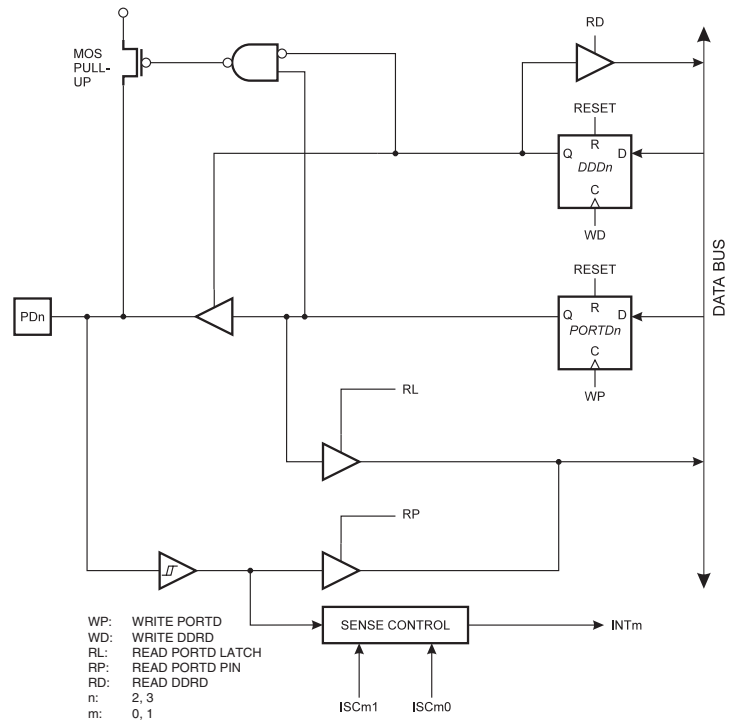 RD
MOS
PULL-
UP
RESET
R
Q
D
DDDn
C
WD
DATA BUS
RESET
PDn
R
Q
D
PORTDn
C
WP
RL
RP
WP: WRITE PORTD
WD: WRITE DDRD
RL: READ PORTD LATCH
RP: READ PORTD PIN
RD: READ DDRD
n: 2, 3
m: 0, 1
SENSE CONTROL
INTm
ISCm1
ISCm0